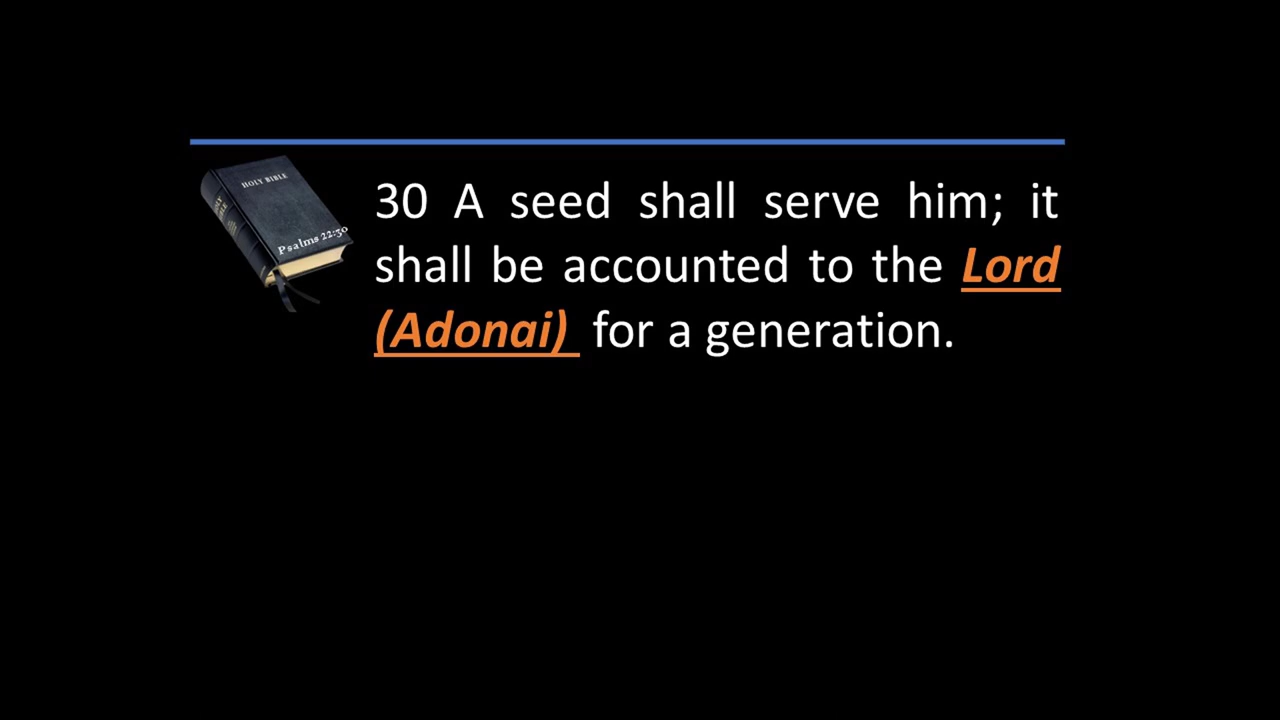 HOLY BIBLE
Psalms 22:30
30 A seed shall serve him; it
shall be accounted to the Lord
(Adonai) for a generation.